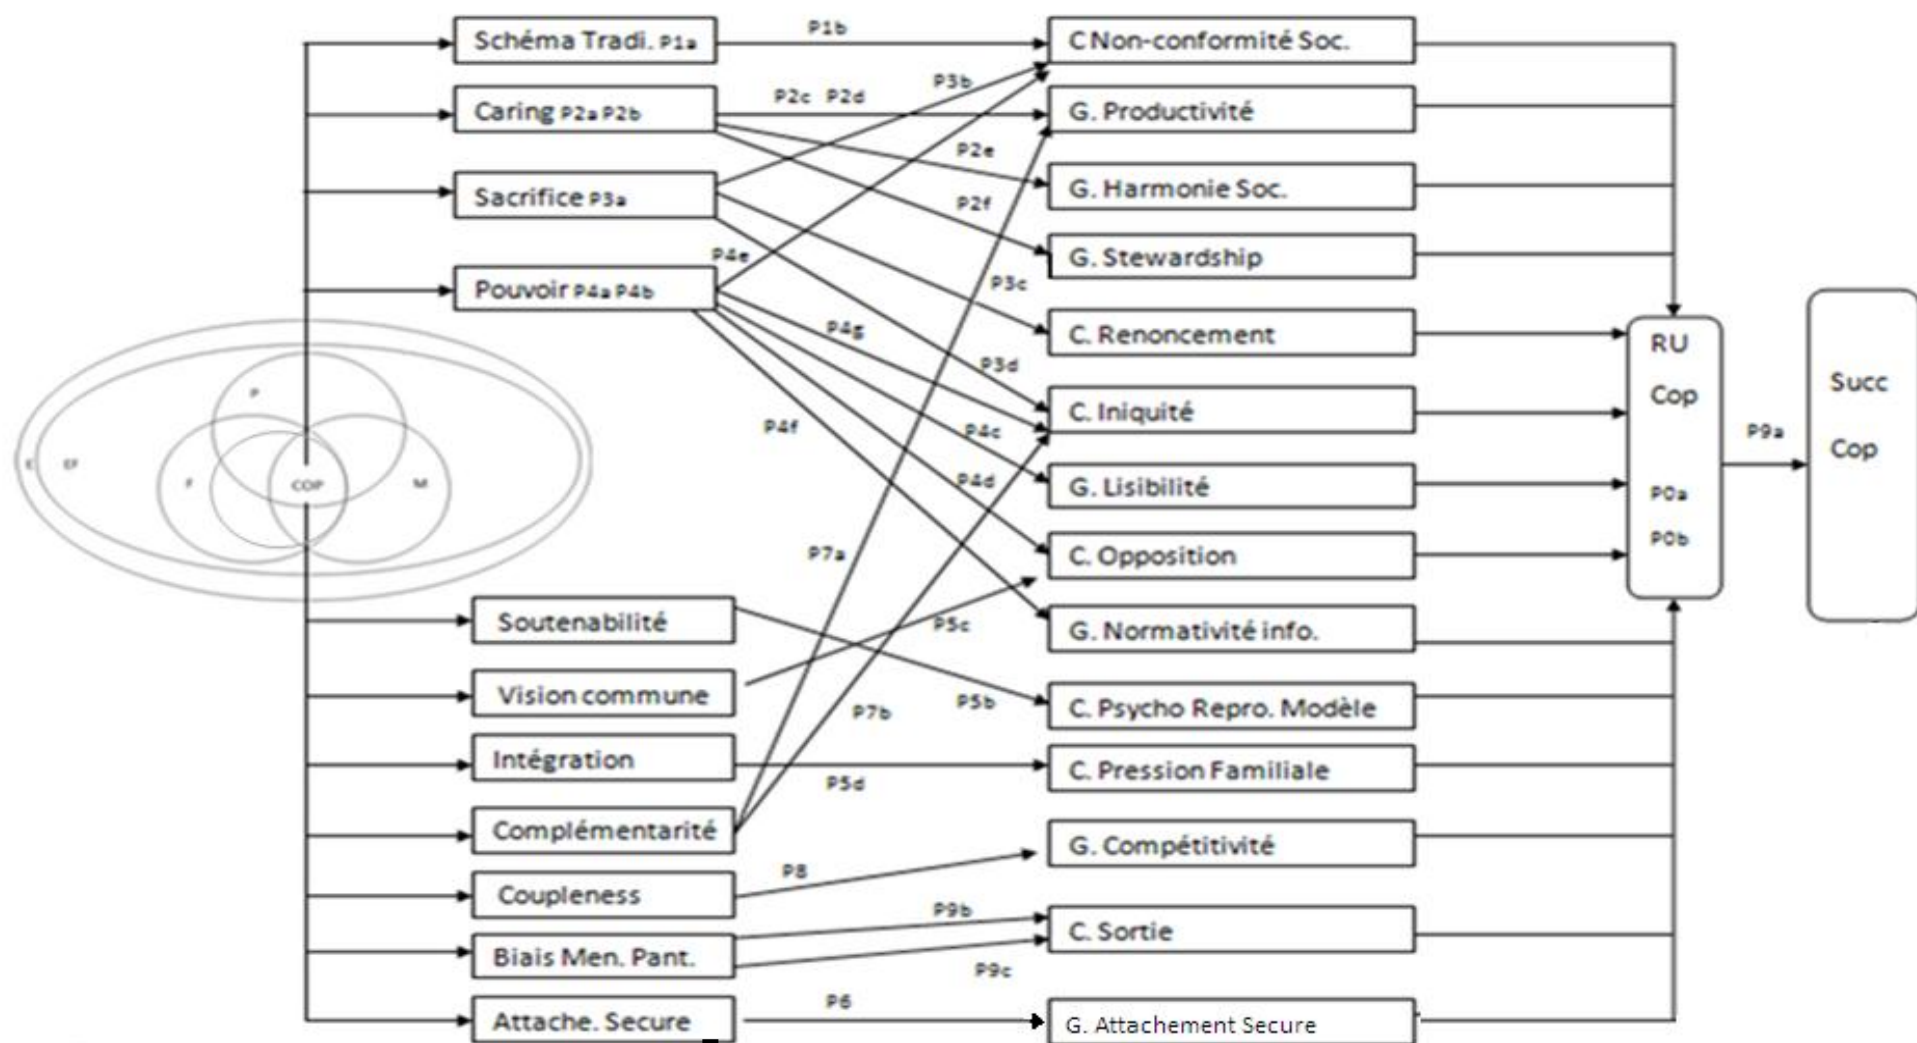 P1b
Schéma Tradi. P1a
C Non-conformité Soc.
P3b
P2c P2d
Caring P2a P2b
G. Productivité
P2e
Sacrifice P3a
G. Harmonie Soc.
P2f
P4e
G. Stewardship
Pouvoir P4a P4b
P3c
P4g
C. Renoncement
RU
Cop
P0a
P0b
Succ
Cop
P9a
P3d
P
C. Iniquité
P4f
P4c
E
EF
F
COP
M
P4d
G. Lisibilité
P7a
C. Opposition
Soutenabilité
P5c
G. Normativité info.
Vision commune
P5b
P7b
C. Psycho Repro. Modèle
Intégration
P5d
C. Pression Familiale
Complémentarité
G. Compétitivité
P8
Coupleness
P9b
C. Sortie
Biais Men. Pant.
P9c
P6
Attache. Secure
G. Attachement Secure